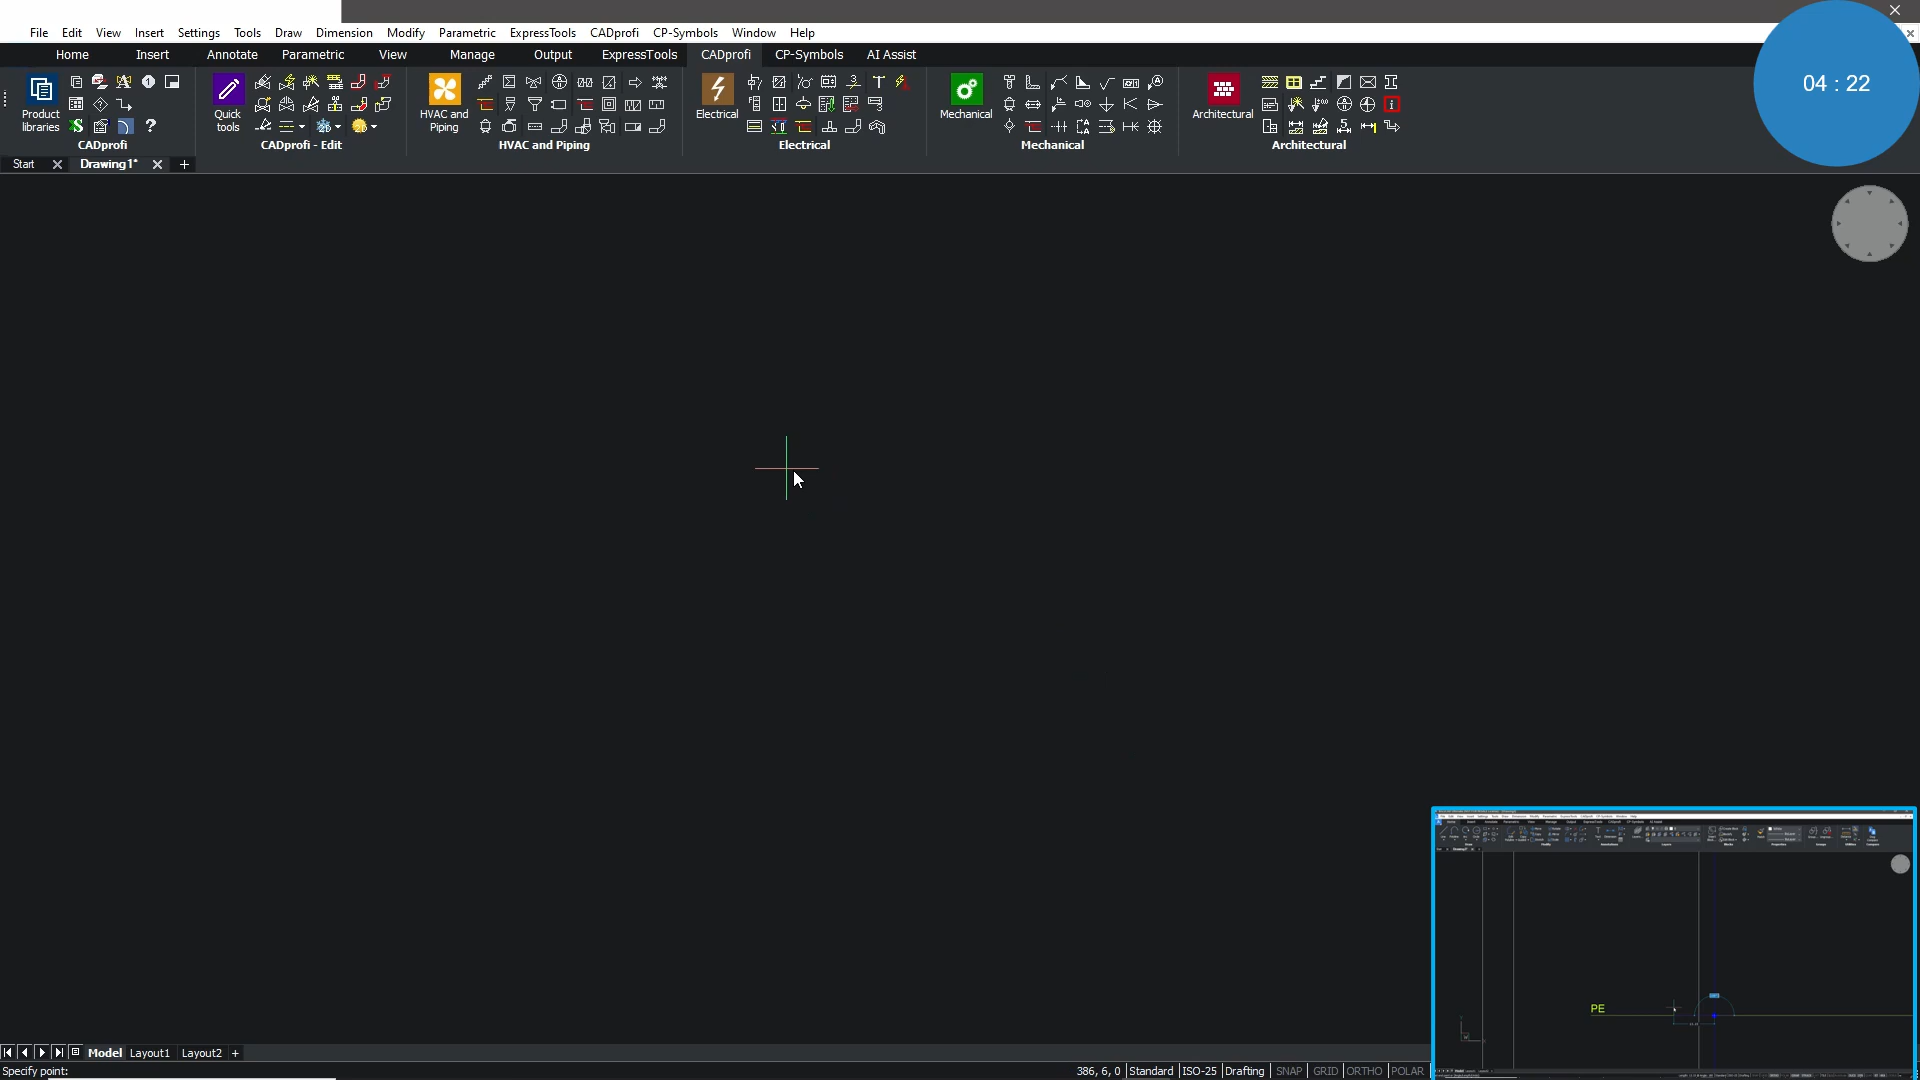 File Edit View Insert Settings Tools Draw Dimension Modify Parametric ExpressTools CADprofi CP-Symbols Window Help
Home Insert Annotate Parametric View Manage Output ExpressTools CADprofi CP-Symbols AI Assist
04 : 22
Product libraries
Quick tools
HVAC and Piping
Electrical
Mechanical
Architectural
CADprofi CADprofi - Edit HVAC and Piping Electrical Mechanical Architectural
Start Drawing1*
PE
Model Layout1 Layout2
Specify point: 386, 6, 0 Standard ISO-25 Drafting SNAP GRID ORTHO POLAR